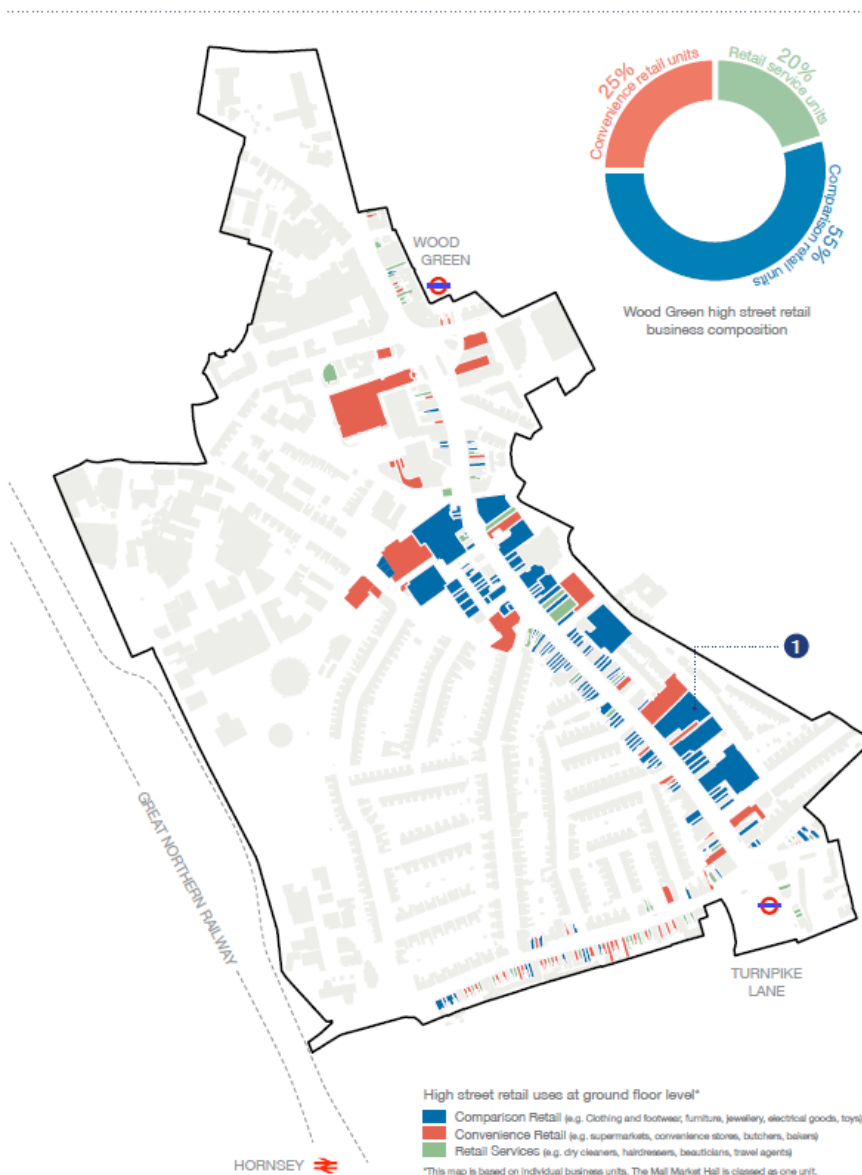 25%
Convenience retail units
20%
Retail service units
55%
Comparison retail units
Wood Green high street retail
business composition
WOOD
GREEN
1
GREAT NORTHERN RAILWAY
TURNPIKE
LANE
HORNSEY
High street retail uses at ground floor level*
Comparison Retail (e.g. Clothing and footwear, furniture, jewellery, electrical goods, toys)
Convenience Retail (e.g. supermarkets, convenience stores, butchers, bakers)
Retail Services (e.g. dry cleaners, hairdressers, beauticians, travel agents)
*This map is based on individual business units. The Mall Market Hall is classed as one unit.